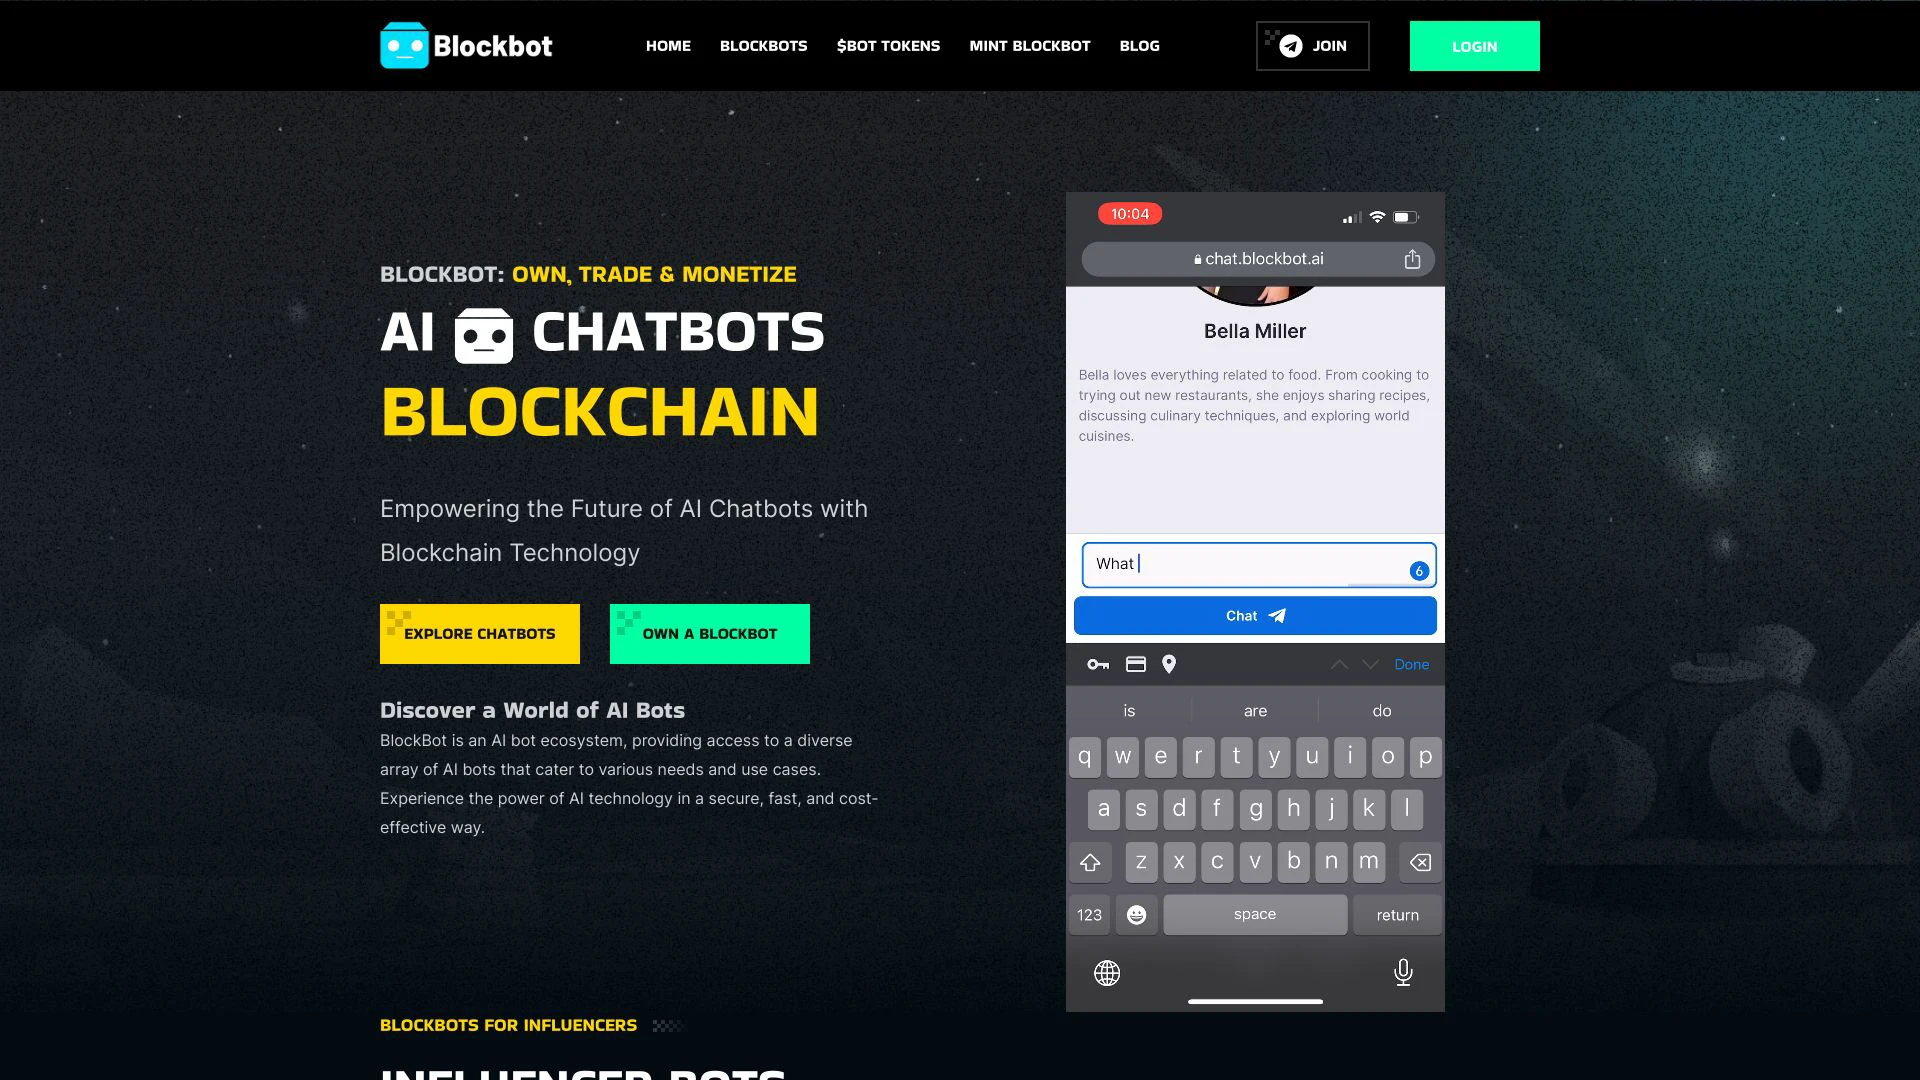 Blockbot
HOME
BLOCKBOTS
$BOT TOKENS
MINT BLOCKBOT
BLOG
JOIN
LOGIN
BLOCKBOT: OWN, TRADE & MONETIZE
AI CHATBOTS
BLOCKCHAIN
Empowering the Future of AI Chatbots with
Blockchain Technology
EXPLORE CHATBOTS
OWN A BLOCKBOT
Discover a World of AI Bots
BlockBot is an AI bot ecosystem, providing access to a diverse
array of AI bots that cater to various needs and use cases.
Experience the power of AI technology in a secure, fast, and cost-
effective way.
10:04
chat.blockbot.ai
Bella Miller
Bella loves everything related to food. From cooking to
trying out new restaurants, she enjoys sharing recipes,
discussing culinary techniques, and exploring world
cuisines.
What
6
Chat
Done
is are do
q w e r t y u i o p
a s d f g h j k l
z x c v b n m
123 space return
BLOCKBOTS FOR INFLUENCERS
INFLUENCER BOTS